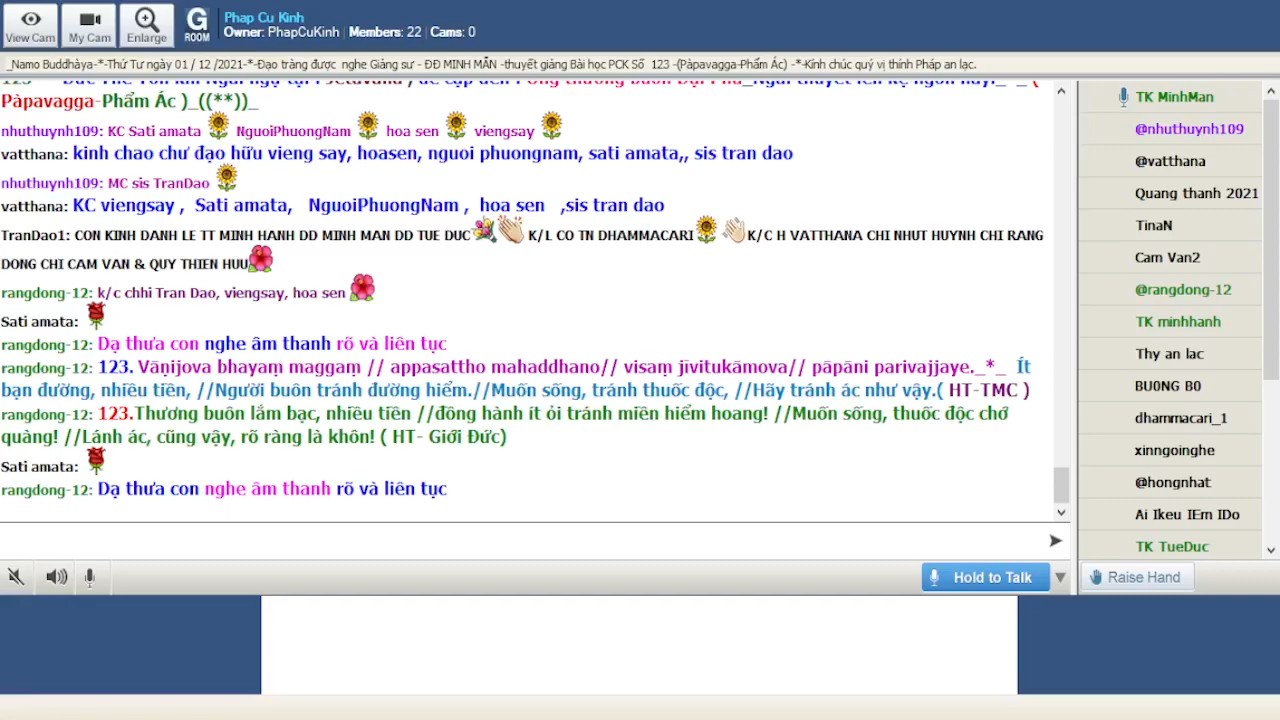 View Cam
My Cam
Enlarge
G
ROOM
Phap Cu Kinh
Owner: PhapCuKinh | Members: 22 | Cams: 0
_Namo Buddhàya-*-Thứ Tư ngày 01 / 12 /2021-*-Đạo tràng được nghe Giảng sư - ĐĐ MINH MẪN -thuyết giảng Bài học PCK Số 123 -(Pàpavagga-Phẩm Ác) -*-Kính chúc quý vị thính Pháp an lạc.
Pàpavagga-Phẩm Ác )_((**))_
nhuthuynh109: KC Sati amata NguoiPhuongNam hoa sen viengsay
vatthana: kinh chao chư đạo hữu vieng say, hoasen, nguoi phuongnam, sati amata,, sis tran dao
nhuthuynh109: MC sis TranDao
vatthana: KC viengsay , Sati amata, NguoiPhuongNam , hoa sen ,sis tran dao
TranDao1: CON KINH DANH LE TT MINH HANH DD MINH MAN DD TUE DUC K/L CO TN DHAMMACARI K/C H VATTHANA CHI NHUT HUYNH CHI RANG
DONG CHI CAM VAN & QUY THIEN HUU
rangdong-12: k/c chhi Tran Dao, viengsay, hoa sen
Sati amata:
rangdong-12: Dạ thưa con nghe âm thanh rõ và liên tục
rangdong-12: 123. Vāṇijova bhayaṃ maggaṃ // appasattho mahaddhano// visaṃ jīvitukāmova// pāpāni parivajjaye._*_ Ít
bạn đường, nhiều tiền, //Người buôn tránh đường hiểm.//Muốn sống, tránh thuốc độc, //Hãy tránh ác như vậy.( HT-TMC )
rangdong-12: 123.Thương buôn lắm bạc, nhiều tiền //đồng hành ít ỏi tránh miền hiểm hoang! //Muốn sống, thuốc độc chớ
quàng! //Lánh ác, cũng vậy, rõ ràng là khôn! ( HT- Giới Đức)
Sati amata:
rangdong-12: Dạ thưa con nghe âm thanh rõ và liên tục
Hold to Talk
TK MinhMan
@nhuthuynh109
@vatthana
Quang thanh 2021
TinaN
Cam Van2
@rangdong-12
TK minhhanh
Thy an lac
BU0NG B0
dhammacari_1
xinngoinghe
@hongnhat
Ai Ikeu IEm IDo
TK TueDuc
Raise Hand